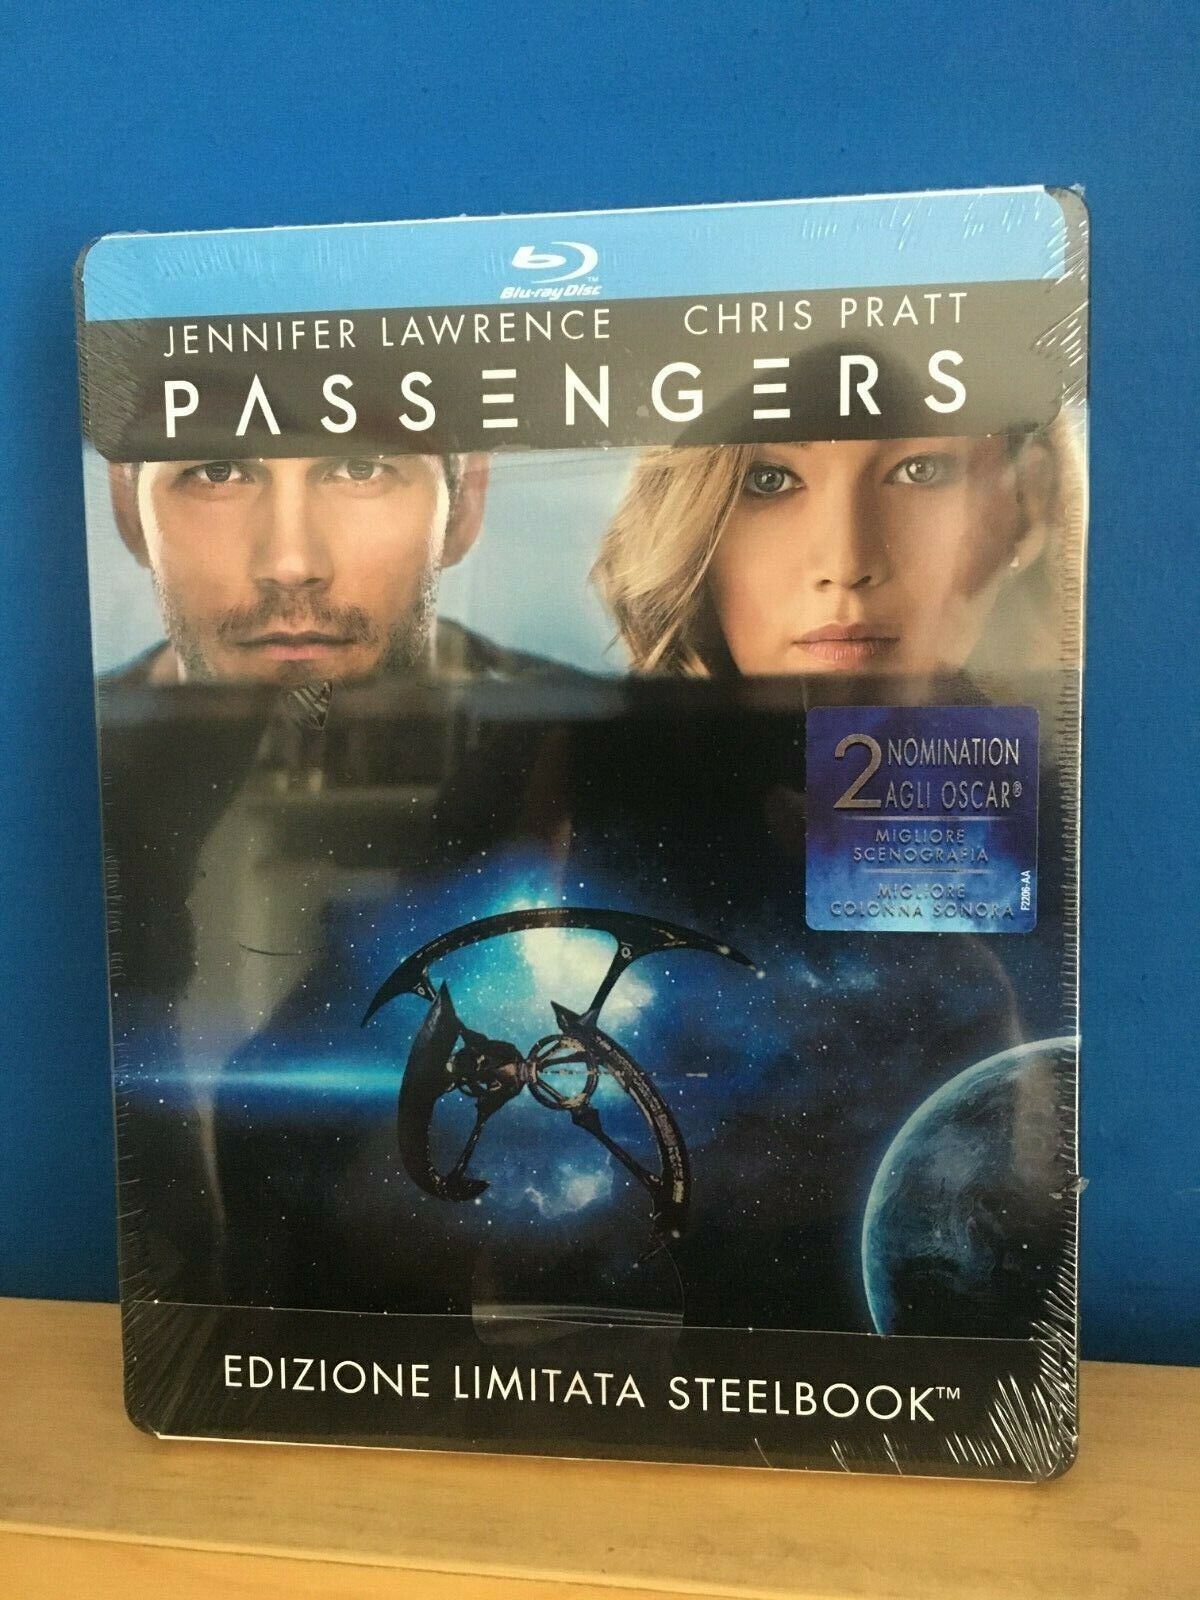 Blu-ray Disc™
JENNIFER LAWRENCE CHRIS PRATT
PASSENGERS
2 NOMINATION
AGLI OSCAR®
MIGLIORE
SCENOGRAFIA
MIGLIORE
COLONNA SONORA
F2206-AA
EDIZIONE LIMITATA STEELBOOK™